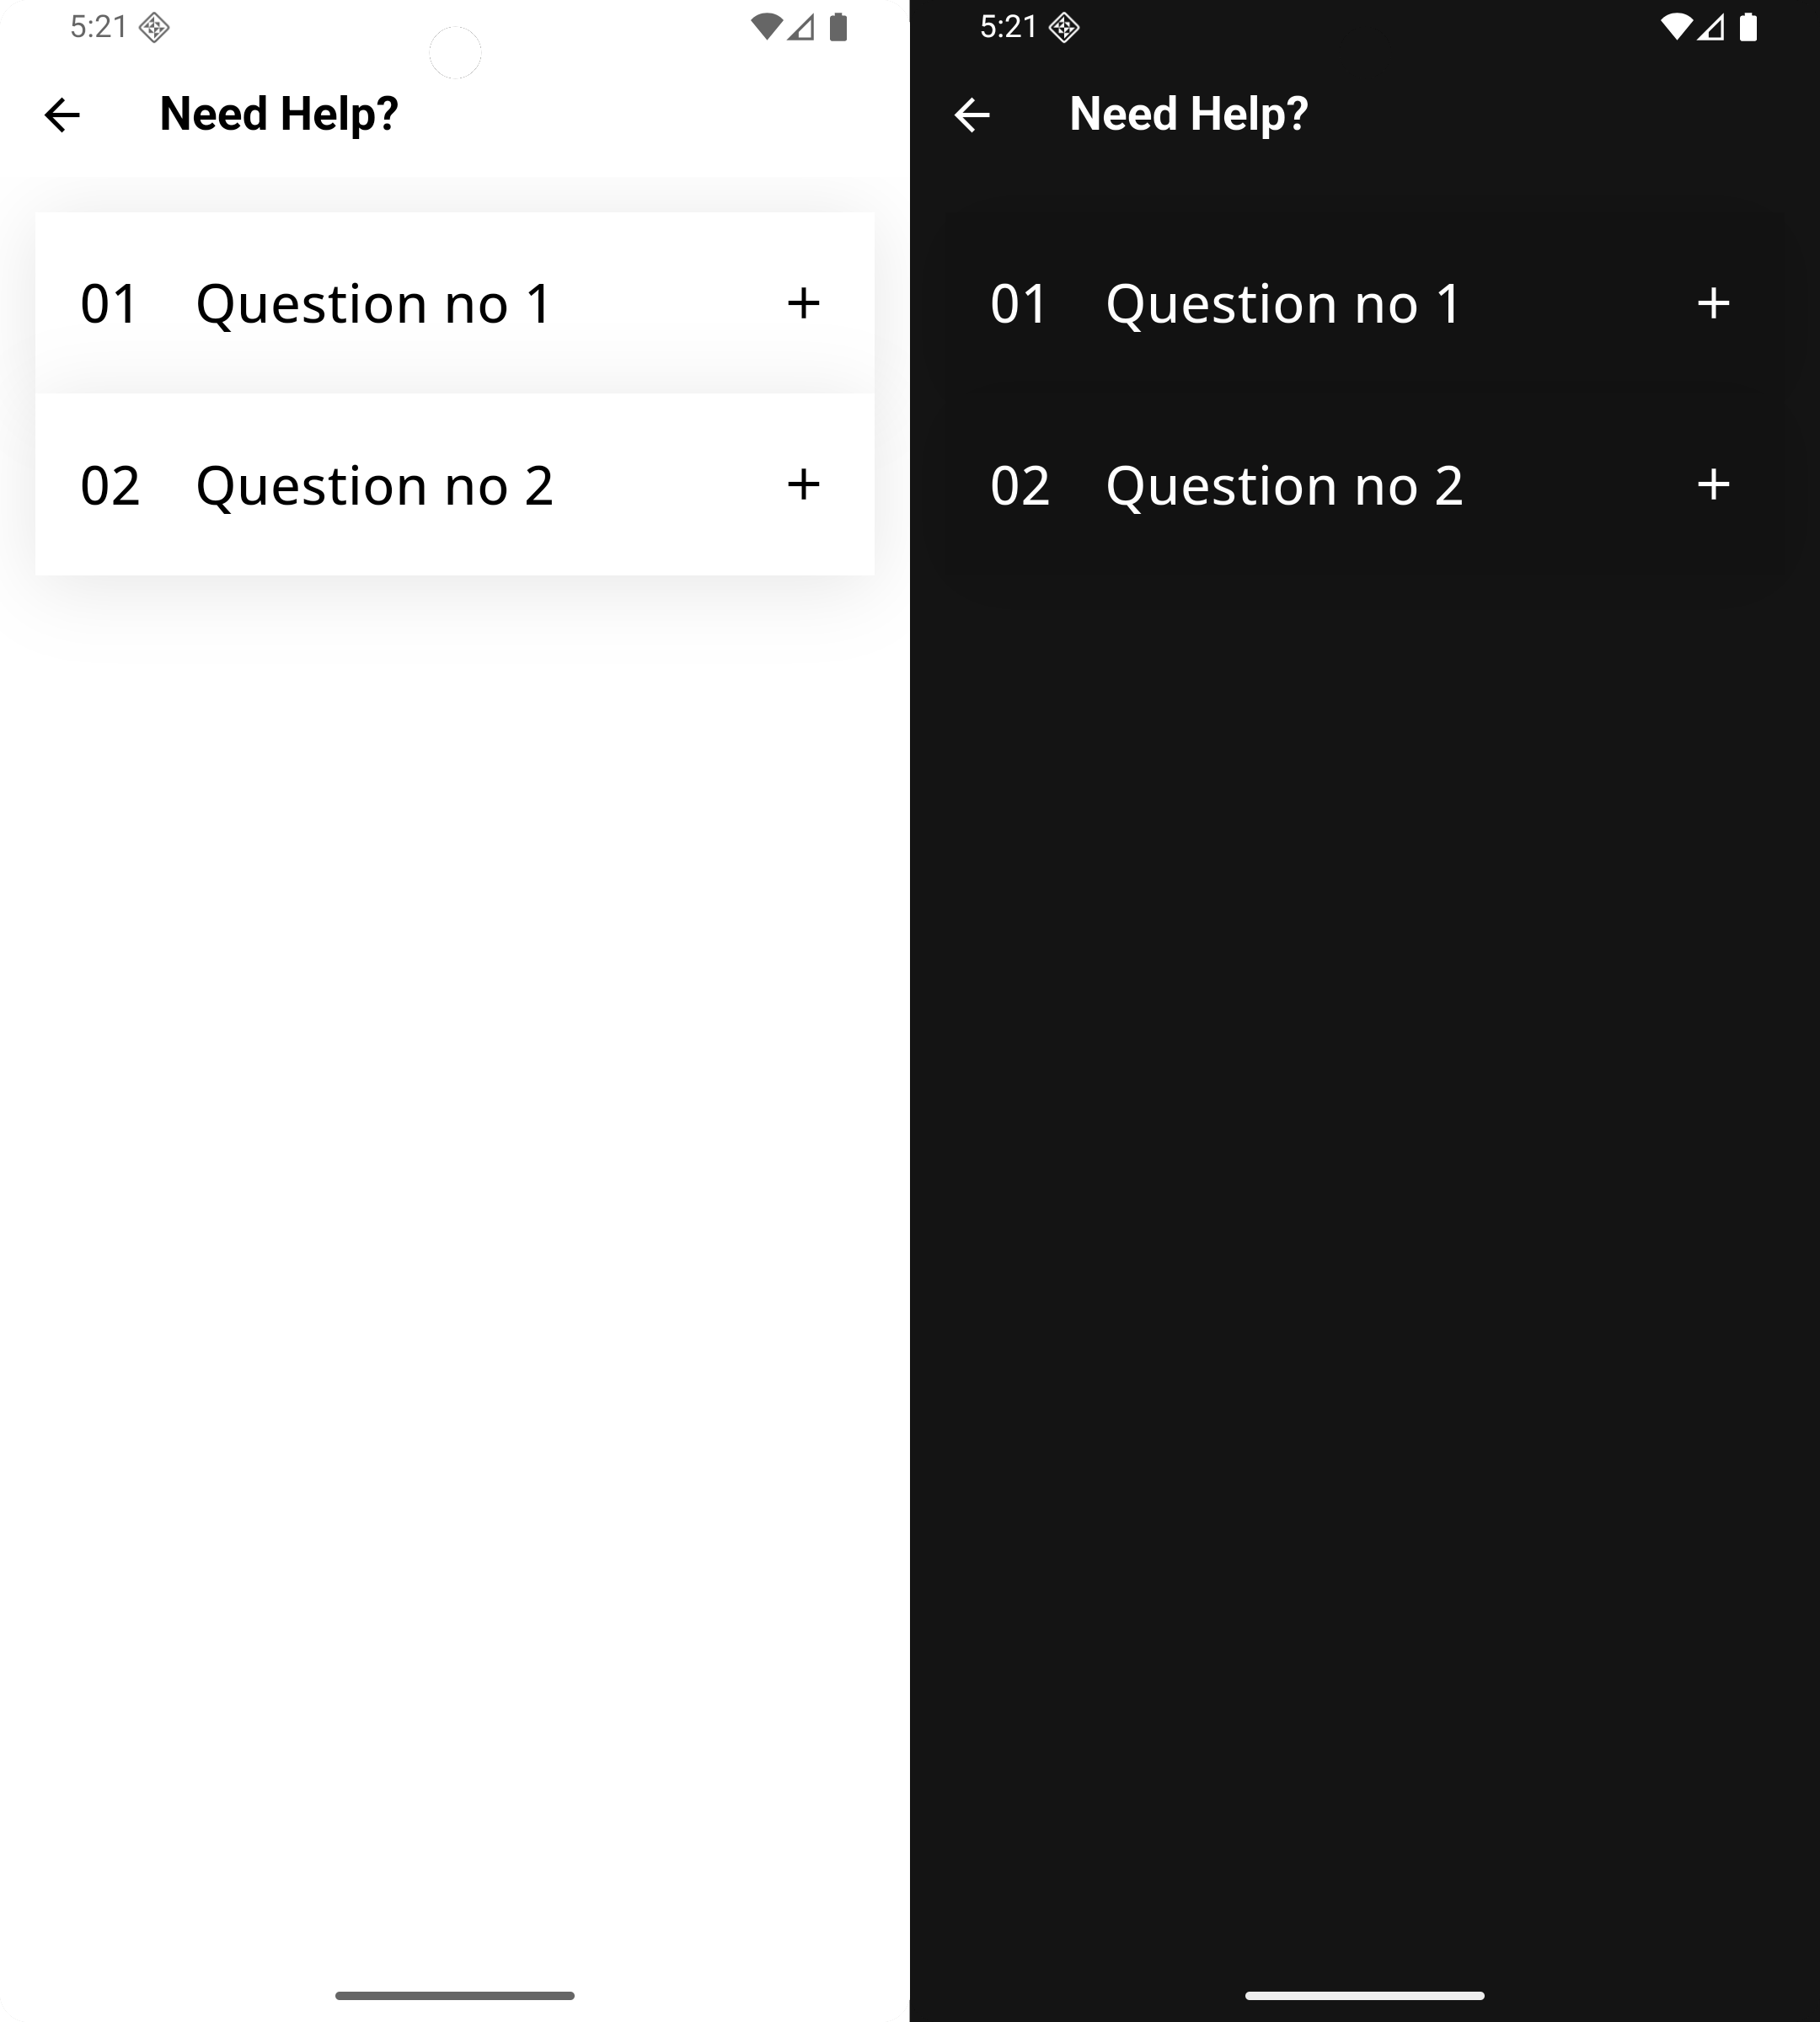 5:21
Need Help?
01 Question no 1 +
02 Question no 2 +
5:21
Need Help?
01 Question no 1 +
02 Question no 2 +